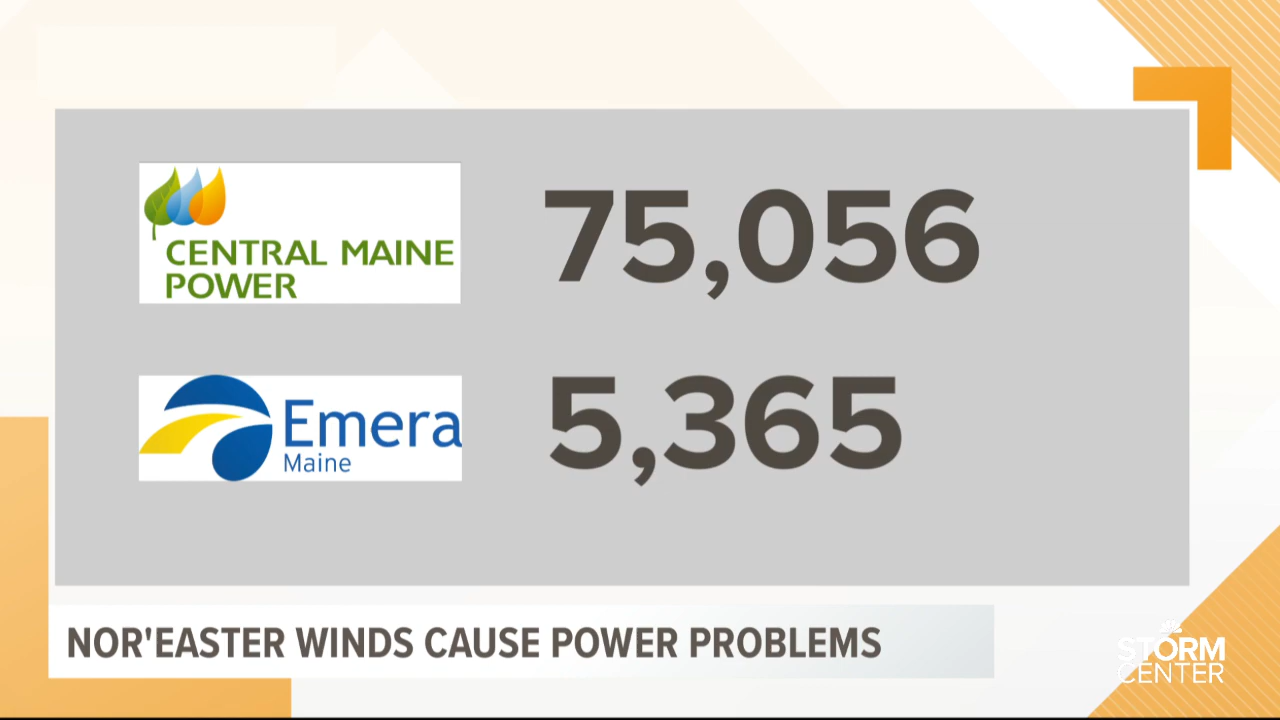 CENTRAL MAINE
POWER
75,056
Emera
Maine
5,365
NOR'EASTER WINDS CAUSE POWER PROBLEMS
STORM
CENTER